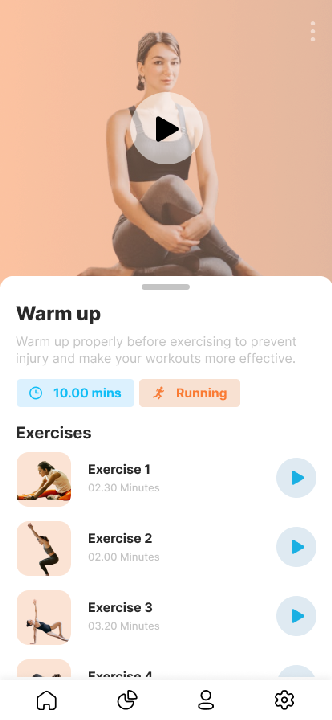 Warm up
Warm up properly before exercising to prevent
injury and make your workouts more effective.
10.00 mins
Running
Exercises
Exercise 1
02.30 Minutes
Exercise 2
02.00 Minutes
Exercise 3
03.20 Minutes
Exercise 4